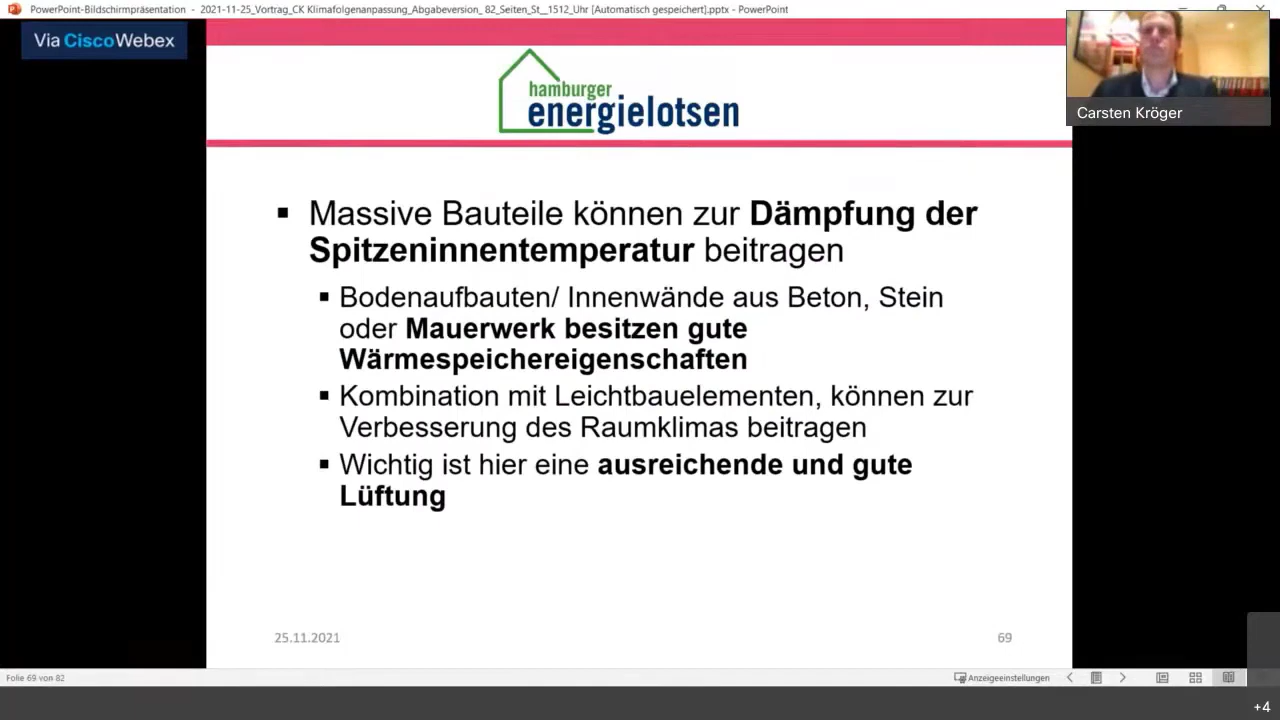 PowerPoint-Bildschirmpräsentation - 2021-11-25_Vortrag_CK Klimafolgenanpassung_Abgabeversion_ 82_Seiten_St__1512_Uhr [Automatisch gespeichert].pptx - PowerPoint
Via CiscoWebex
Carsten Kröger
hamburger
energielotsen
▪ Massive Bauteile können zur Dämpfung der
Spitzeninnentemperatur beitragen
▪ Bodenaufbauten/ Innenwände aus Beton, Stein
oder Mauerwerk besitzen gute
Wärmespeichereigenschaften
▪ Kombination mit Leichtbauelementen, können zur
Verbesserung des Raumklimas beitragen
▪ Wichtig ist hier eine ausreichende und gute
Lüftung
25.11.2021
69
Folie 69 von 82
Anzeigeeinstellungen
+4